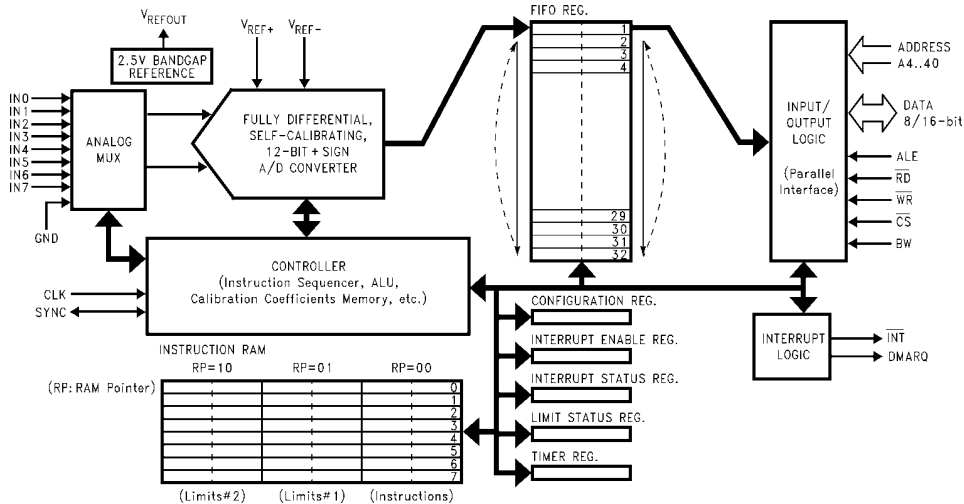 VREFOUT
2.5V BANDGAP
REFERENCE
VREF+
VREF-
IN0
IN1
IN2
IN3
IN4
IN5
IN6
IN7
GND
ANALOG
MUX
FULLY DIFFERENTIAL,
SELF-CALIBRATING,
12-BIT + SIGN
A/D CONVERTER
FIFO REG.
1
2
3
4
29
30
31
32
INPUT/
OUTPUT
LOGIC
(Parallel
Interface)
ADDRESS
A4..40
DATA
8/16-bit
ALE
RD
WR
CS
BW
CLK
SYNC
CONTROLLER
(Instruction Sequencer, ALU,
Calibration Coefficients Memory, etc.)
CONFIGURATION REG.
INTERRUPT ENABLE REG.
INTERRUPT STATUS REG.
LIMIT STATUS REG.
TIMER REG.
INTERRUPT
LOGIC
INT
DMARQ
INSTRUCTION RAM
RP=10 RP=01 RP=00
(RP: RAM Pointer)
0
1
2
3
4
5
6
7
(Limits#2) (Limits#1) (Instructions)